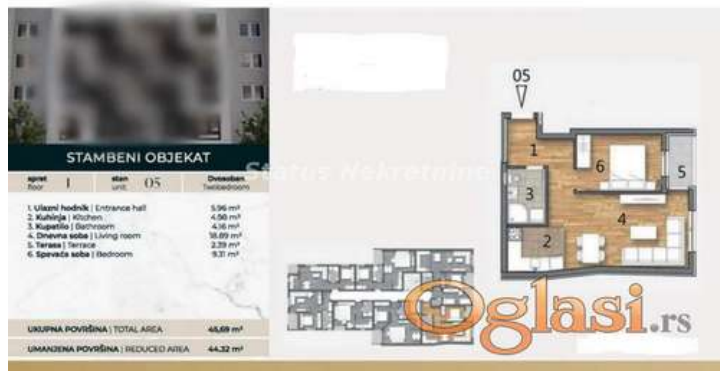 STAMBENI OBJEKAT
sprat floor 1 stan unit 05 Dvosoban Twobedroom
1. Ulazni hodnik | Entrance hall 5.96 m²
2. Kuhinja | Kitchen 4.98 m²
3. Kupatilo | Bathroom 4.16 m²
4. Dnevna soba | Living room 18.89 m²
5. Terasa | Terrace 2.39 m²
6. Spavaća soba | Bedroom 9.31 m²
UKUPNA POVRŠINA | TOTAL AREA 45,69 m²
UMANJENA POVRŠINA | REDUCED AREA 44.32 m²
Status Nekretnine
05
1
6
5
3
4
2
Oglasi.rs